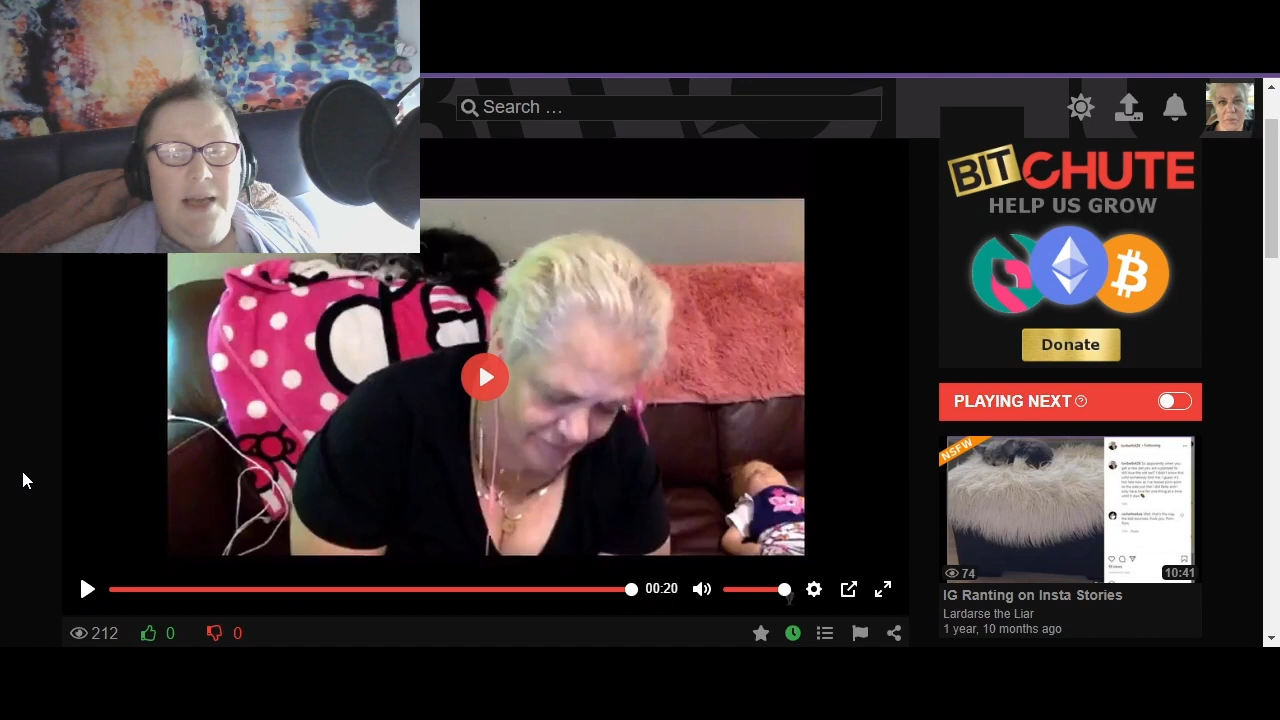 Search …
BITCHUTE
HELP US GROW
Donate
PLAYING NEXT
NSFW
74
10:41
IG Ranting on Insta Stories
Lardarse the Liar
1 year, 10 months ago
00:20
212
0
0